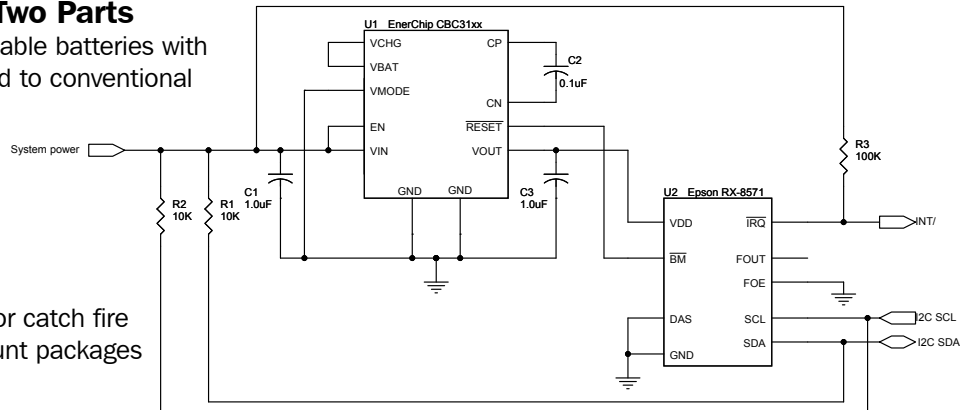 Two Parts
able batteries with
d to conventional
or catch fire
unt packages
U1 EnerChip CBC31xx
VCHG
VBAT
VMODE
EN
VIN
CP
CN
RESET
VOUT
GND
GND
C2
0.1uF
System power
R2
10K
R1
10K
C1
1.0uF
C3
1.0uF
R3
100K
U2 Epson RX-8571
VDD
BM
DAS
GND
IRQ
FOUT
FOE
SCL
SDA
INT/
I2C SCL
I2C SDA